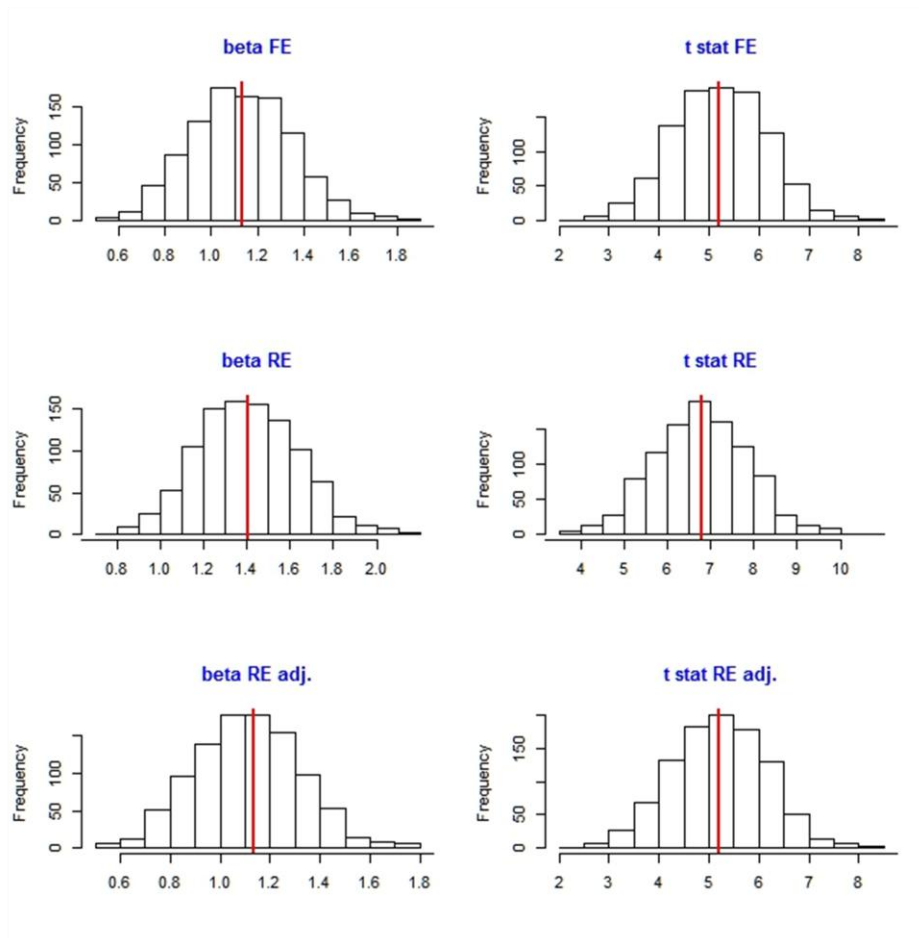 beta FE
Frequency
0 50 100 150
0.6 0.8 1.0 1.2 1.4 1.6 1.8
t stat FE
Frequency
0 50 100
2 3 4 5 6 7 8
beta RE
Frequency
0 50 100 150
0.8 1.0 1.2 1.4 1.6 1.8 2.0
t stat RE
Frequency
0 50 100
4 5 6 7 8 9 10
beta RE adj.
Frequency
0 50 100
0.6 0.8 1.0 1.2 1.4 1.6 1.8
t stat RE adj.
Frequency
0 50 150
2 3 4 5 6 7 8